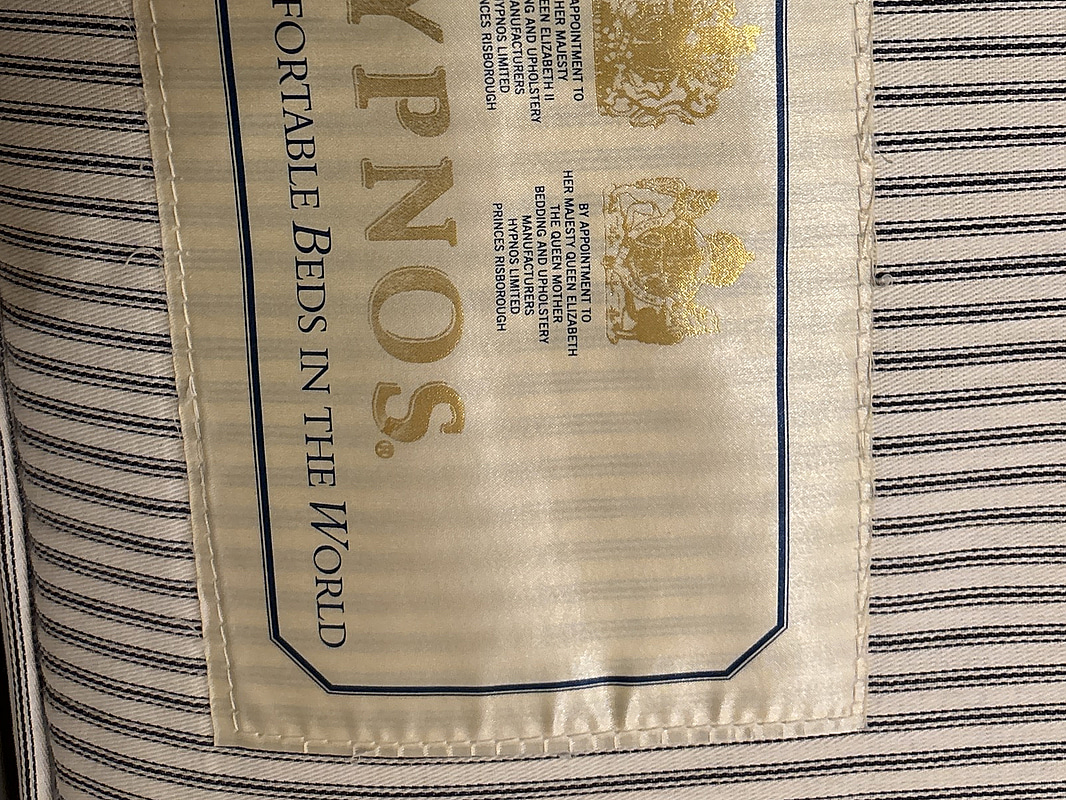 APPOINTMENT TO
HER MAJESTY
EEN ELIZABETH II
NG AND UPHOLSTERY
ANUFACTURERS
YPNOS LIMITED
NCES RISBOROUGH
BY APPOINTMENT TO
HER MAJESTY QUEEN ELIZABETH
THE QUEEN MOTHER
BEDDING AND UPHOLSTERY
MANUFACTURERS
HYPNOS LIMITED
PRINCES RISBOROUGH
YPNOS®
FORTABLE BEDS IN THE WORLD